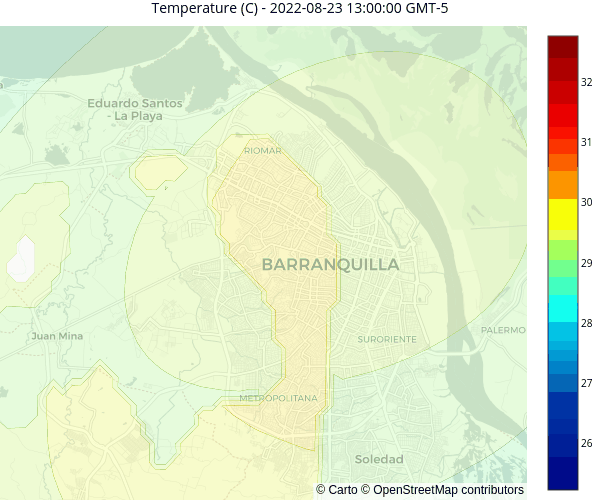 Temperature (C) - 2022-08-23 13:00:00 GMT-5
Eduardo Santos
- La Playa
RIOMAR
BARRANQUILLA
Juan Mina
SURORIENTE
PALERMO
METROPOLITANA
Soledad
© Carto © OpenStreetMap contributors
32
31
30
29
28
27
26